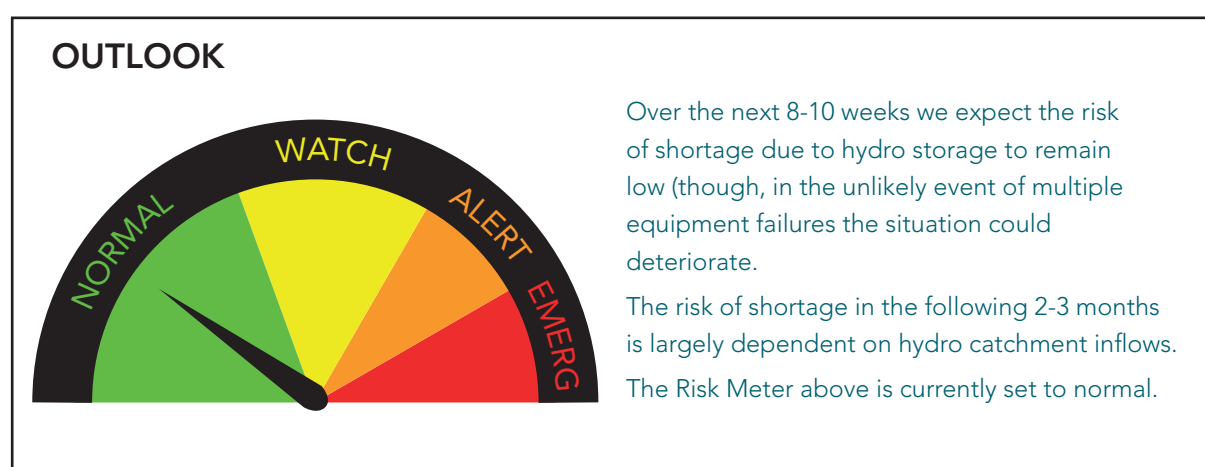 OUTLOOK
NORMAL
WATCH
ALERT
EMERG
Over the next 8-10 weeks we expect the risk
of shortage due to hydro storage to remain
low (though, in the unlikely event of multiple
equipment failures the situation could
deteriorate.
The risk of shortage in the following 2-3 months
is largely dependent on hydro catchment inflows.
The Risk Meter above is currently set to normal.